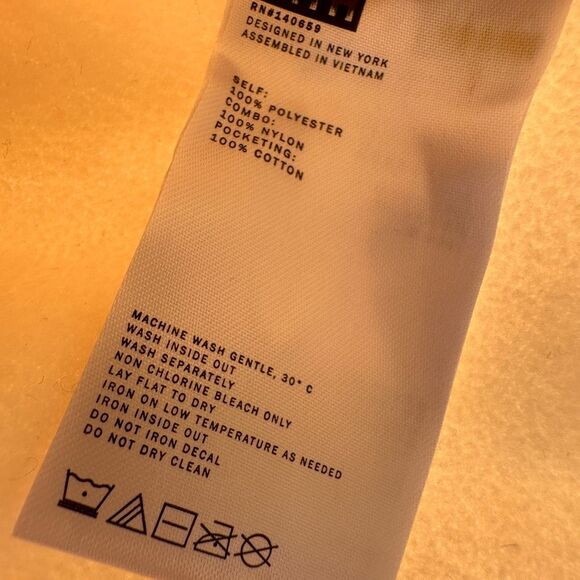 RN#140659
DESIGNED IN NEW YORK
ASSEMBLED IN VIETNAM
SELF:
100% POLYESTER
COMBO:
100% NYLON
POCKETING:
100% COTTON
MACHINE WASH GENTLE, 30° C
WASH INSIDE OUT
WASH SEPARATELY
NON CHLORINE BLEACH ONLY
LAY FLAT TO DRY
IRON ON LOW TEMPERATURE AS NEEDED
IRON INSIDE OUT
DO NOT IRON DECAL
DO NOT DRY CLEAN